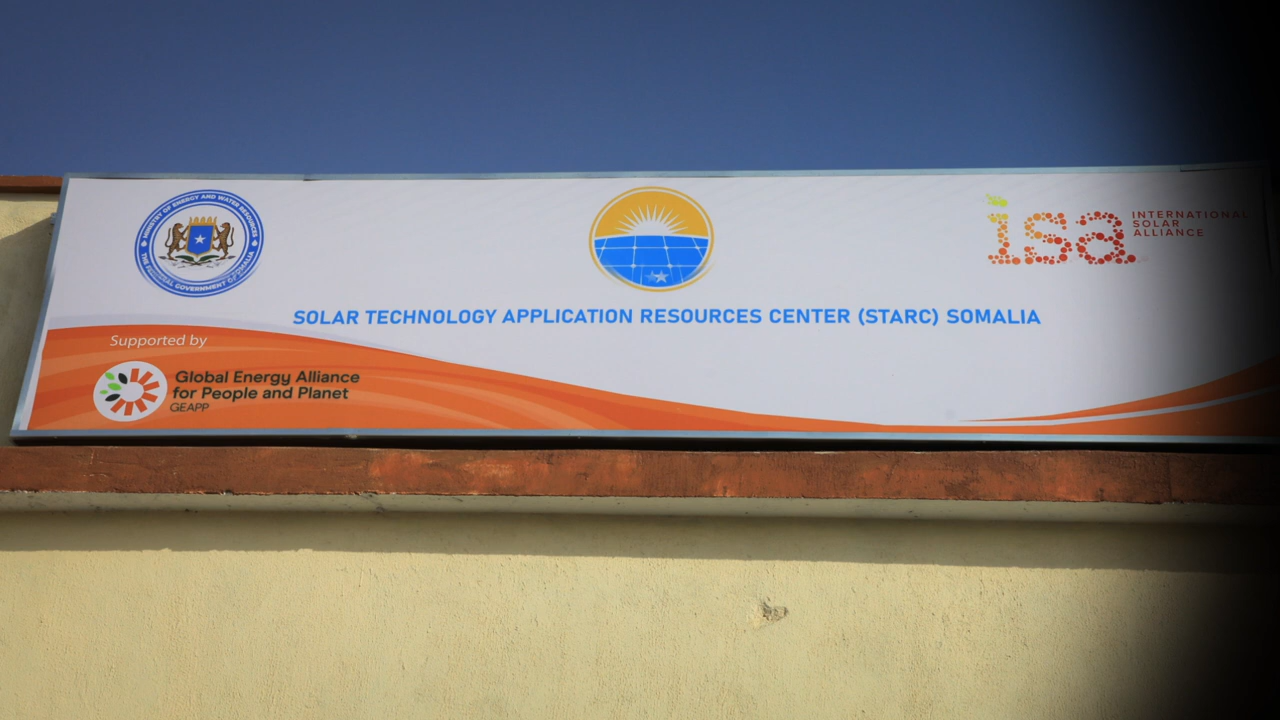 MINISTRY OF ENERGY AND WATER RESOURCES
THE FEDERAL GOVERNMENT OF SOMALIA
isa
INTERNATIONAL
SOLAR
ALLIANCE
SOLAR TECHNOLOGY APPLICATION RESOURCES CENTER (STARC) SOMALIA
Supported by
Global Energy Alliance
for People and Planet
GEAPP